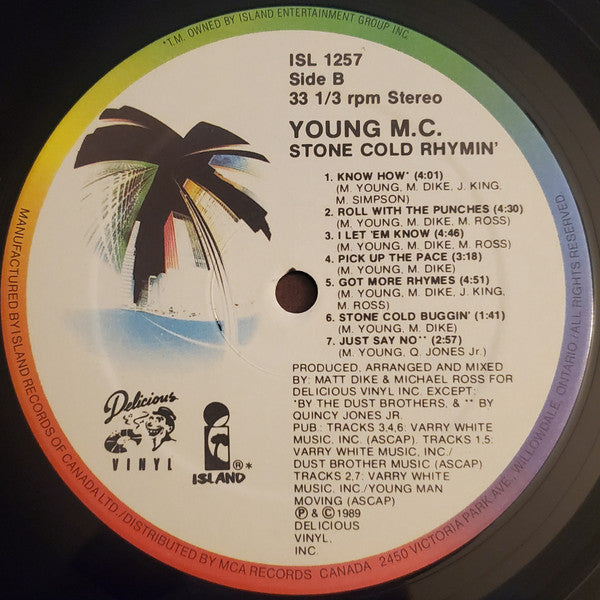 *T.M. OWNED BY ISLAND ENTERTAINMENT GROUP INC.
ISL 1257
Side B
33 1/3 rpm Stereo
YOUNG M.C.
STONE COLD RHYMIN'
1. KNOW HOW* (4:01)
(M. YOUNG, M. DIKE, J. KING,
M. SIMPSON)
2. ROLL WITH THE PUNCHES (4:30)
(M. YOUNG, M. DIKE, M. ROSS)
3. I LET 'EM KNOW (4:46)
(M. YOUNG, M. DIKE, M. ROSS)
4. PICK UP THE PACE (3:18)
(M. YOUNG, M. DIKE)
5. GOT MORE RHYMES (4:51)
(M. YOUNG, M. DIKE, J. KING,
M. ROSS)
6. STONE COLD BUGGIN' (1:41)
(M. YOUNG, M. DIKE)
7. JUST SAY NO** (2:57)
(M. YOUNG, Q. JONES Jr.)
PRODUCED, ARRANGED AND MIXED
BY: MATT DIKE & MICHAEL ROSS FOR
DELICIOUS VINYL INC. EXCEPT:
*BY THE DUST BROTHERS, & ** BY
QUINCY JONES JR.
PUB: TRACKS 3,4,6: VARRY WHITE
MUSIC, INC. (ASCAP). TRACKS 1,5:
VARRY WHITE MUSIC, INC./
DUST BROTHER MUSIC (ASCAP)
TRACKS 2,7: VARRY WHITE
MUSIC, INC./YOUNG MAN
MOVING (ASCAP)
℗ & © 1989
DELICIOUS
VINYL,
INC.
Delicious
VINYL
ISLAND ®*
MANUFACTURED BY ISLAND RECORDS OF CANADA LTD./DISTRIBUTED BY MCA RECORDS CANADA 2450 VICTORIA PARK AVE., WILLOWDALE, ONTARIO/ALL RIGHTS RESERVED.